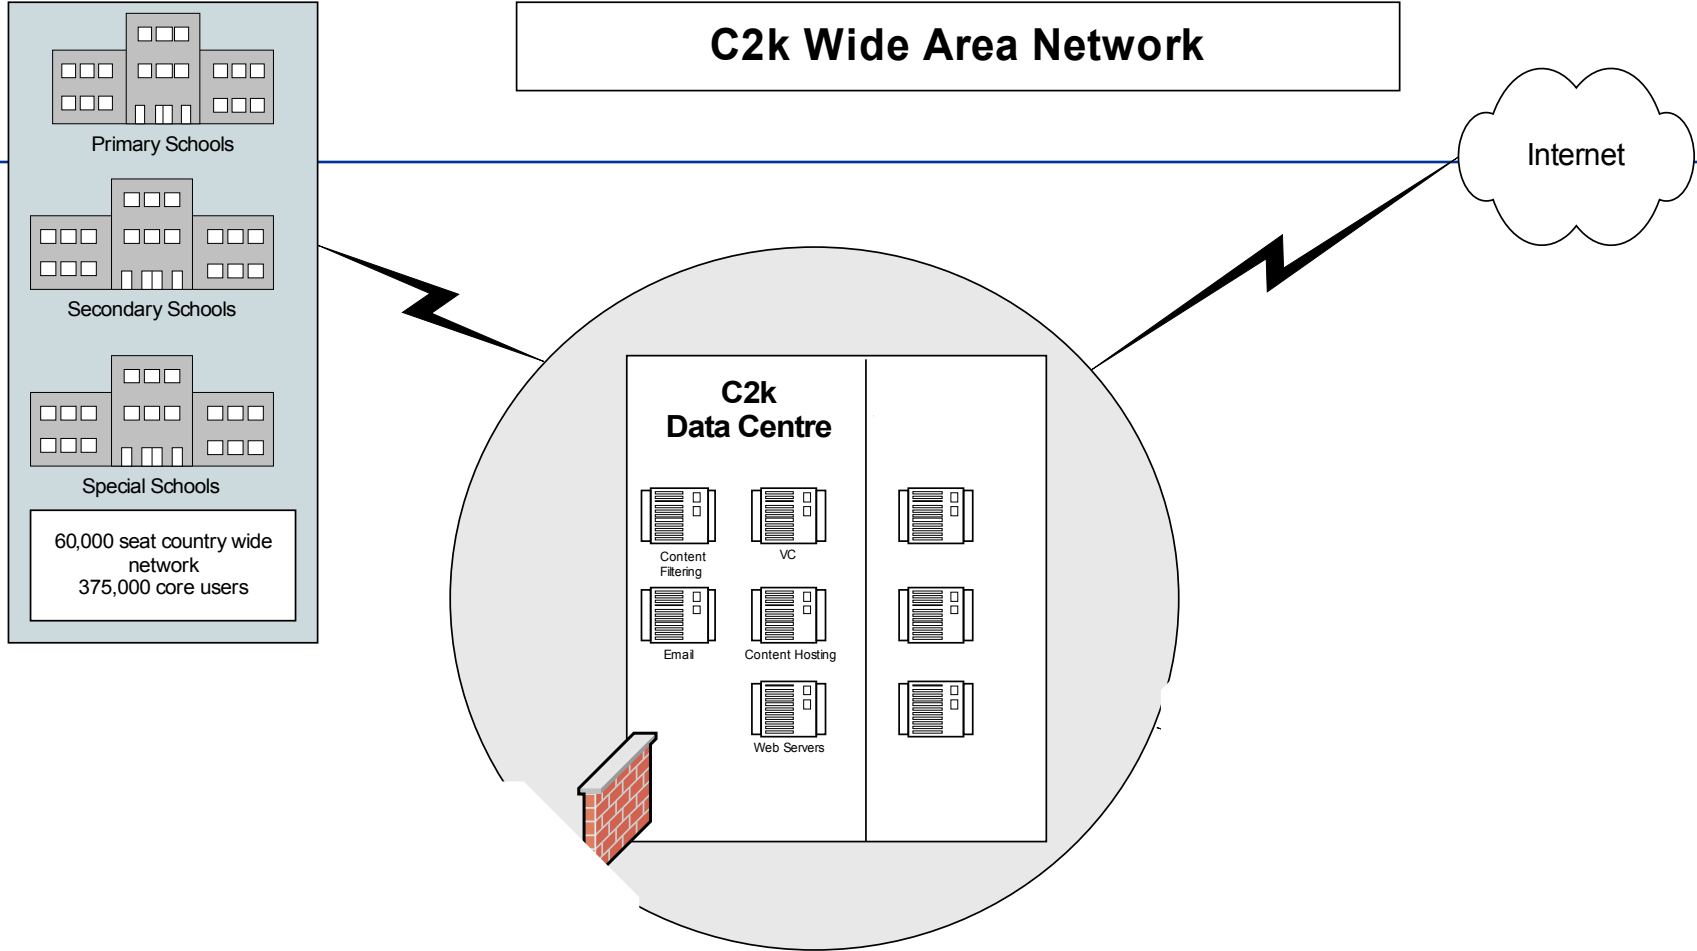 C2k Wide Area Network
Primary Schools
Secondary Schools
Special Schools
60,000 seat country wide
network
375,000 core users
Internet
C2k
Data Centre
Content
Filtering
VC
Email
Content Hosting
Web Servers